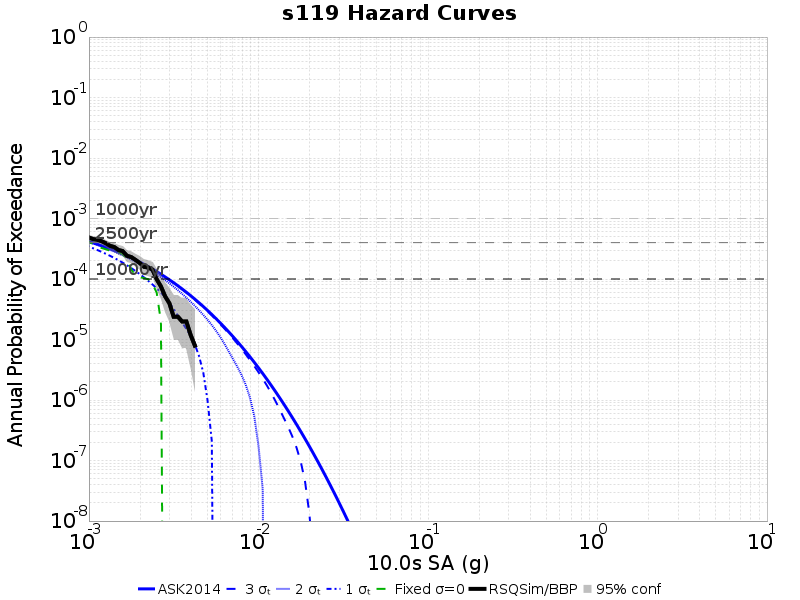 s119 Hazard Curves
Annual Probability of Exceedance
10^0
10^-1
10^-2
10^-3
10^-4
10^-5
10^-6
10^-7
10^-8
1000yr
2500yr
10000yr
10^-3 10^-2 10^-1 10^0 10^1
10.0s SA (g)
ASK2014 3 σₜ 2 σₜ 1 σₜ Fixed σ=0 RSQSim/BBP 95% conf